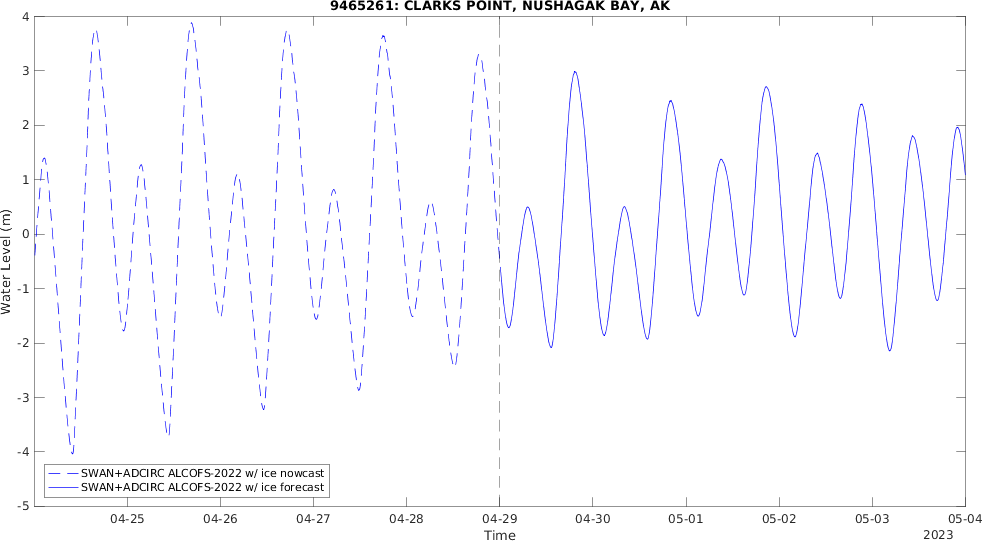 9465261: CLARKS POINT, NUSHAGAK BAY, AK
4
3
2
1
0
-1
-2
-3
-4
-5
Water Level (m)
SWAN+ADCIRC ALCOFS-2022 w/ ice nowcast
SWAN+ADCIRC ALCOFS-2022 w/ ice forecast
04-25 04-26 04-27 04-28 04-29 04-30 05-01 05-02 05-03 05-04
Time
2023